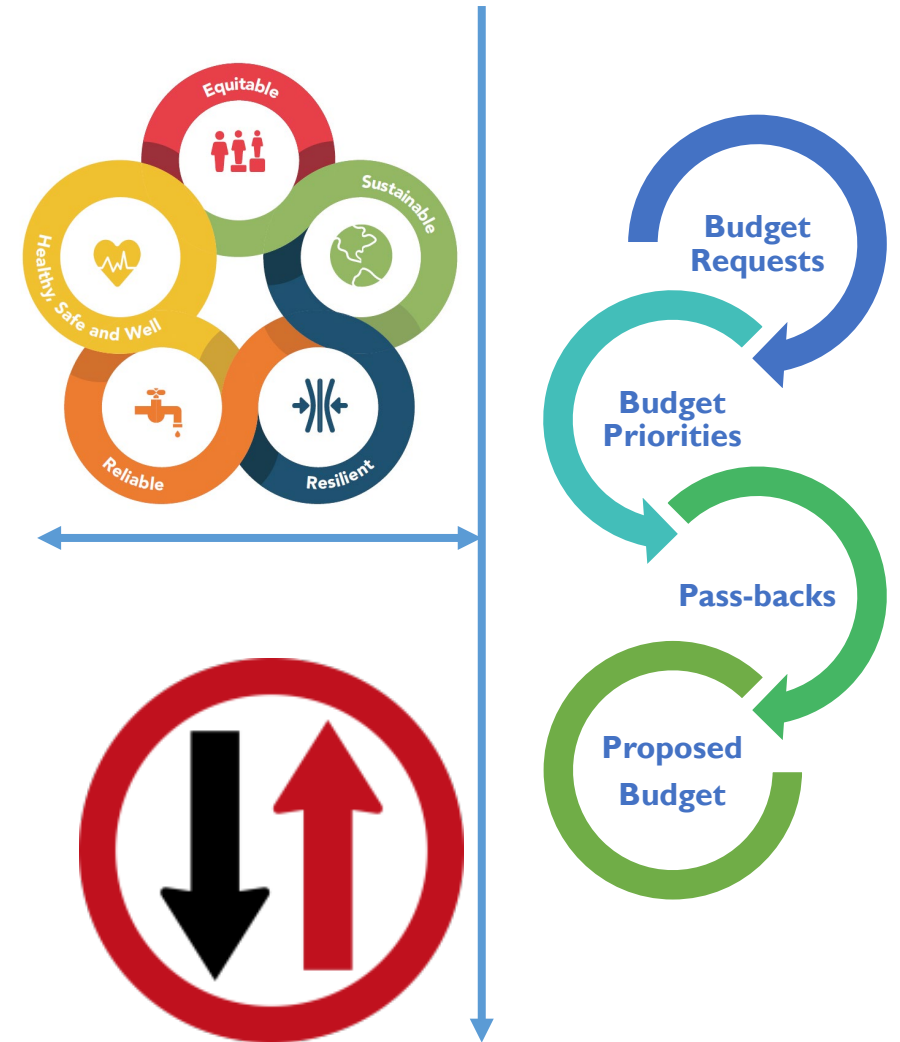 Equitable
Sustainable
Healthy, Safe and Well
Reliable
Resilient
Budget
Requests
Budget
Priorities
Pass-backs
Proposed
Budget